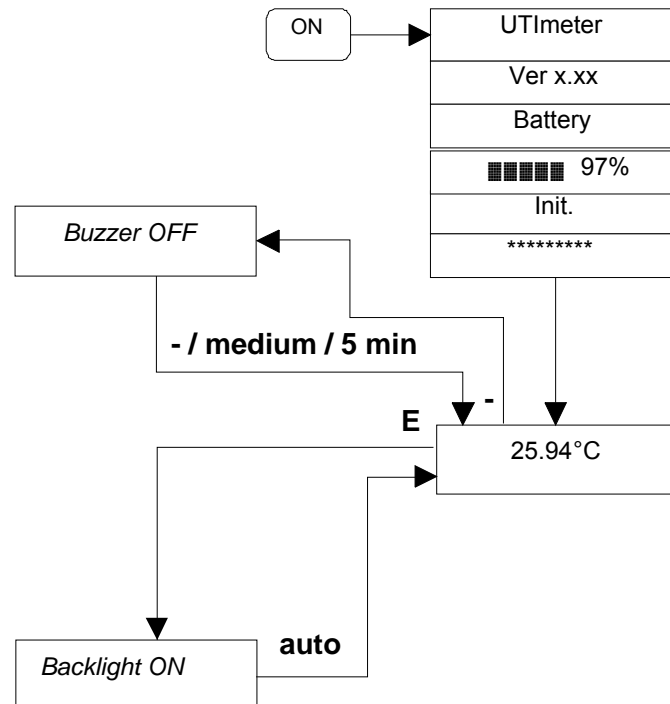 ON
UTImeter
Ver x.xx
Battery
97%
Init.
*********
Buzzer OFF
- / medium / 5 min
-
E
25.94°C
auto
Backlight ON